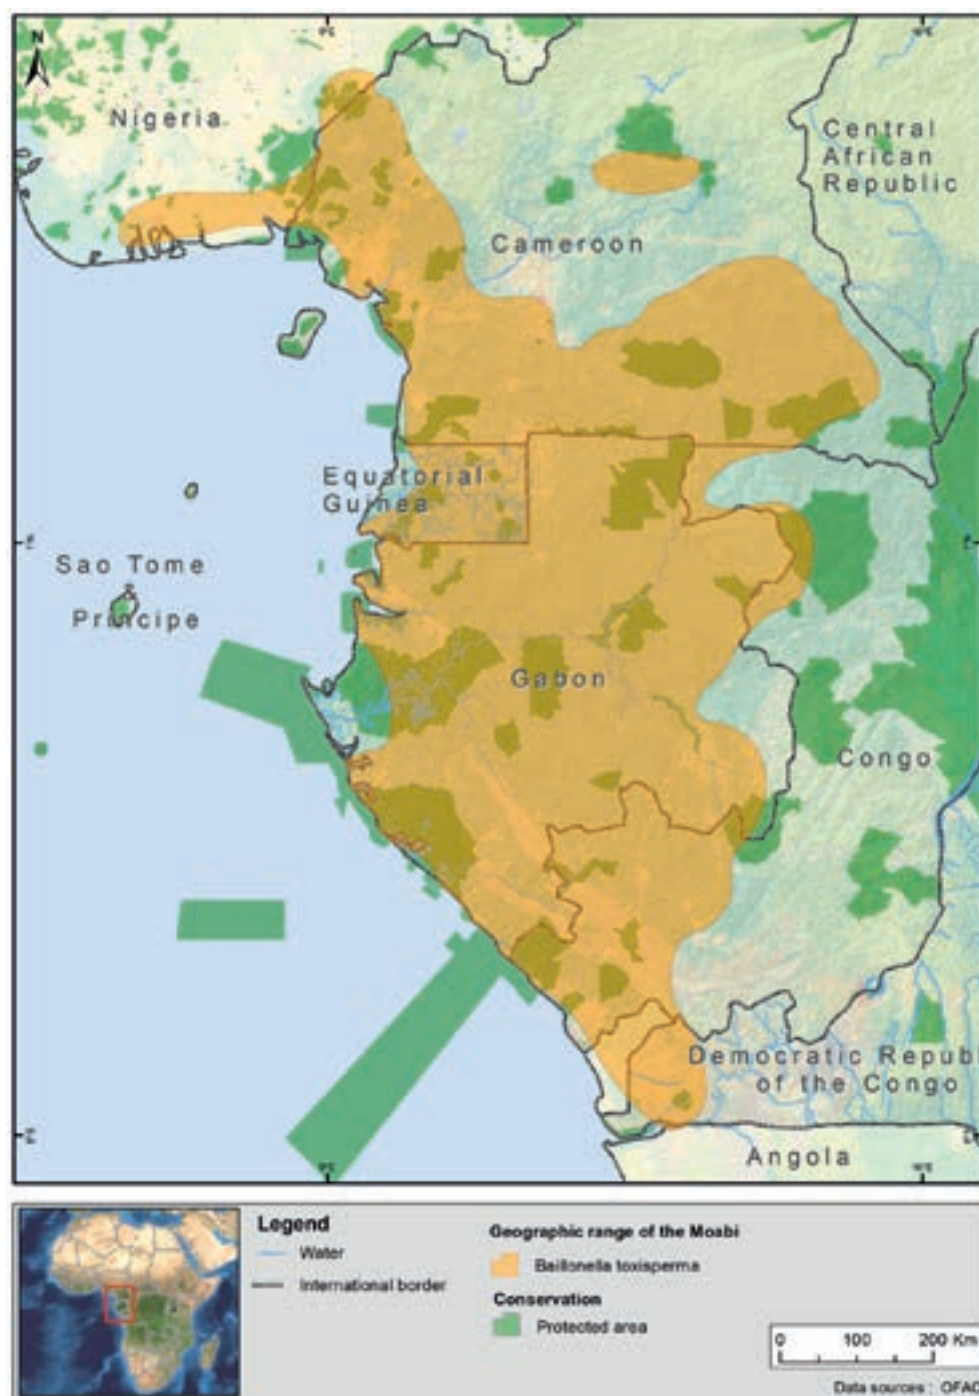 N
Nigeria
Central
African
Republic
Cameroon
Equatorial
Guinea
Sao Tome
&
Principe
Gabon
Congo
Democratic Repub
of the Congo
Angola
Legend
Water
International border
Geographic range of the Moabi
Baillonella toxisperma
Conservation
Protected area
0 100 200 Km
Data sources : OFAC